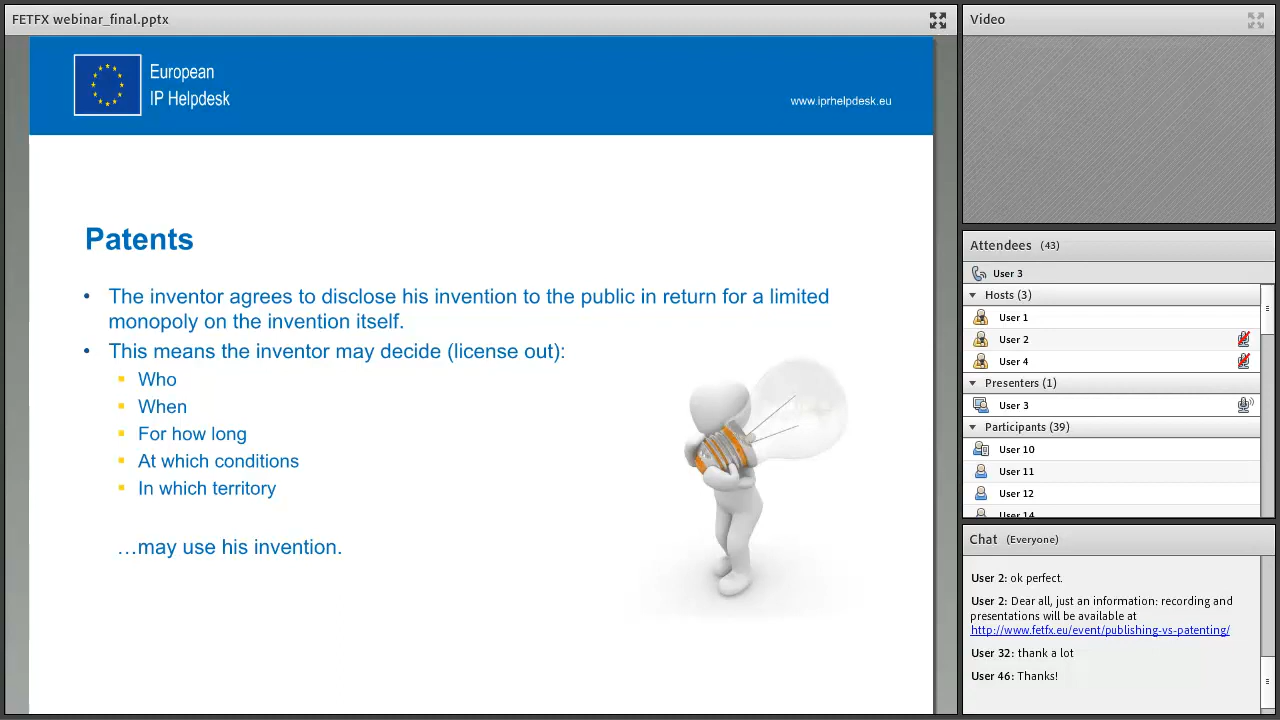 FETFX webinar_final.pptx
European
IP Helpdesk
www.iprhelpdesk.eu
Patents
• The inventor agrees to disclose his invention to the public in return for a limited
monopoly on the invention itself.
• This means the inventor may decide (license out):
Who
When
For how long
At which conditions
In which territory
…may use his invention.
Video
Attendees (43)
User 3
Hosts (3)
User 1
User 2
User 4
Presenters (1)
User 3
Participants (39)
User 10
User 11
User 12
User 14
Chat (Everyone)
User 2: ok perfect.
User 2: Dear all, just an information: recording and
presentations will be available at
http://www.fetfx.eu/event/publishing-vs-patenting/
User 32: thank a lot
User 46: Thanks!